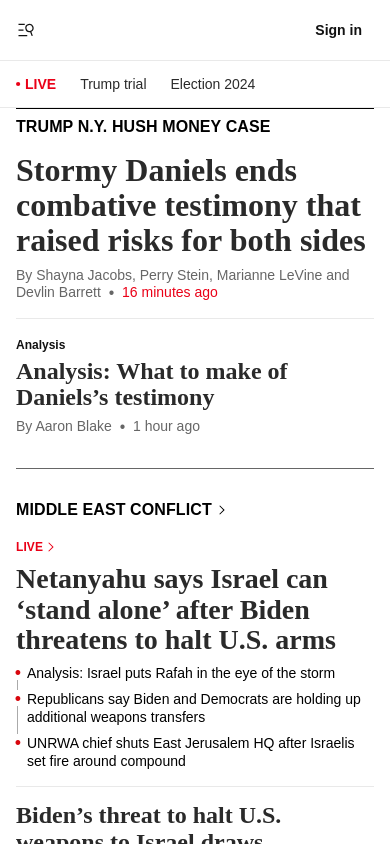 Sign in
LIVE
Trump trial
Election 2024
TRUMP N.Y. HUSH MONEY CASE
Stormy Daniels ends
combative testimony that
raised risks for both sides
By Shayna Jacobs, Perry Stein, Marianne LeVine and
Devlin Barrett • 16 minutes ago
Analysis
Analysis: What to make of
Daniels’s testimony
By Aaron Blake • 1 hour ago
MIDDLE EAST CONFLICT
LIVE
Netanyahu says Israel can
‘stand alone’ after Biden
threatens to halt U.S. arms
Analysis: Israel puts Rafah in the eye of the storm
Republicans say Biden and Democrats are holding up
additional weapons transfers
UNRWA chief shuts East Jerusalem HQ after Israelis
set fire around compound
Biden’s threat to halt U.S.
weapons to Israel draws